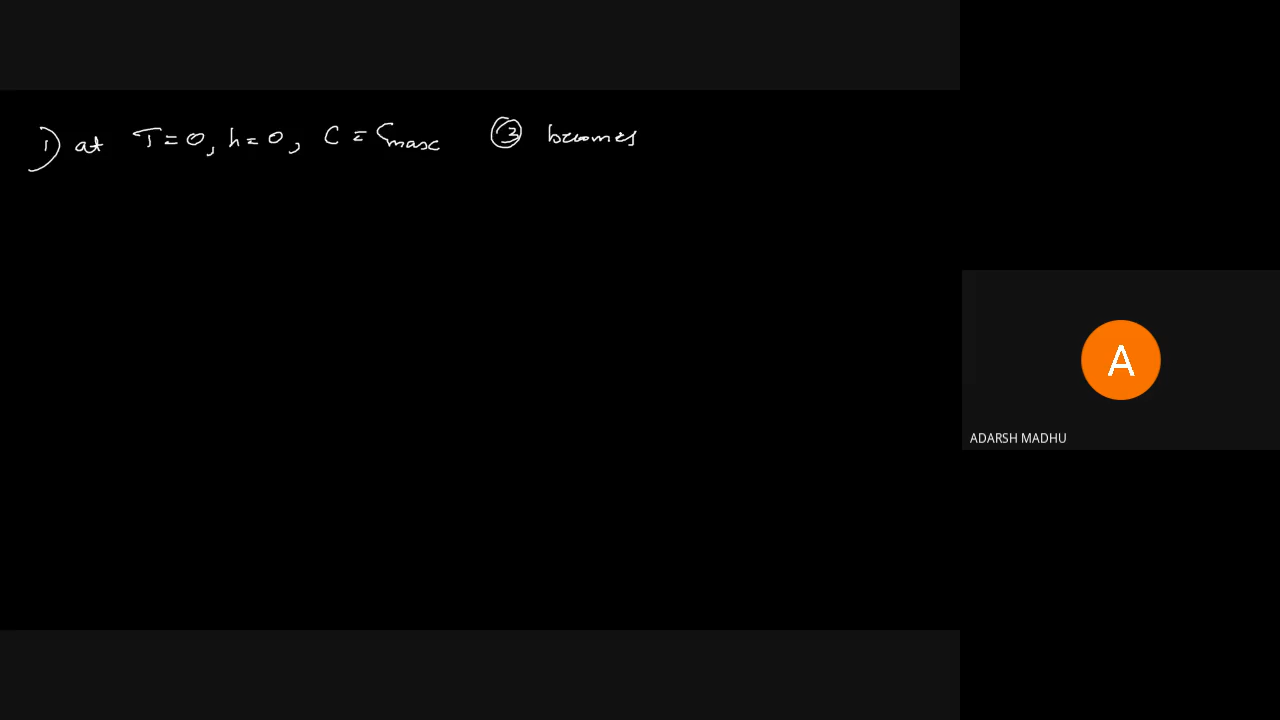 1) at T = 0, h = 0, C = Cmax ③ becomes
A
ADARSH MADHU